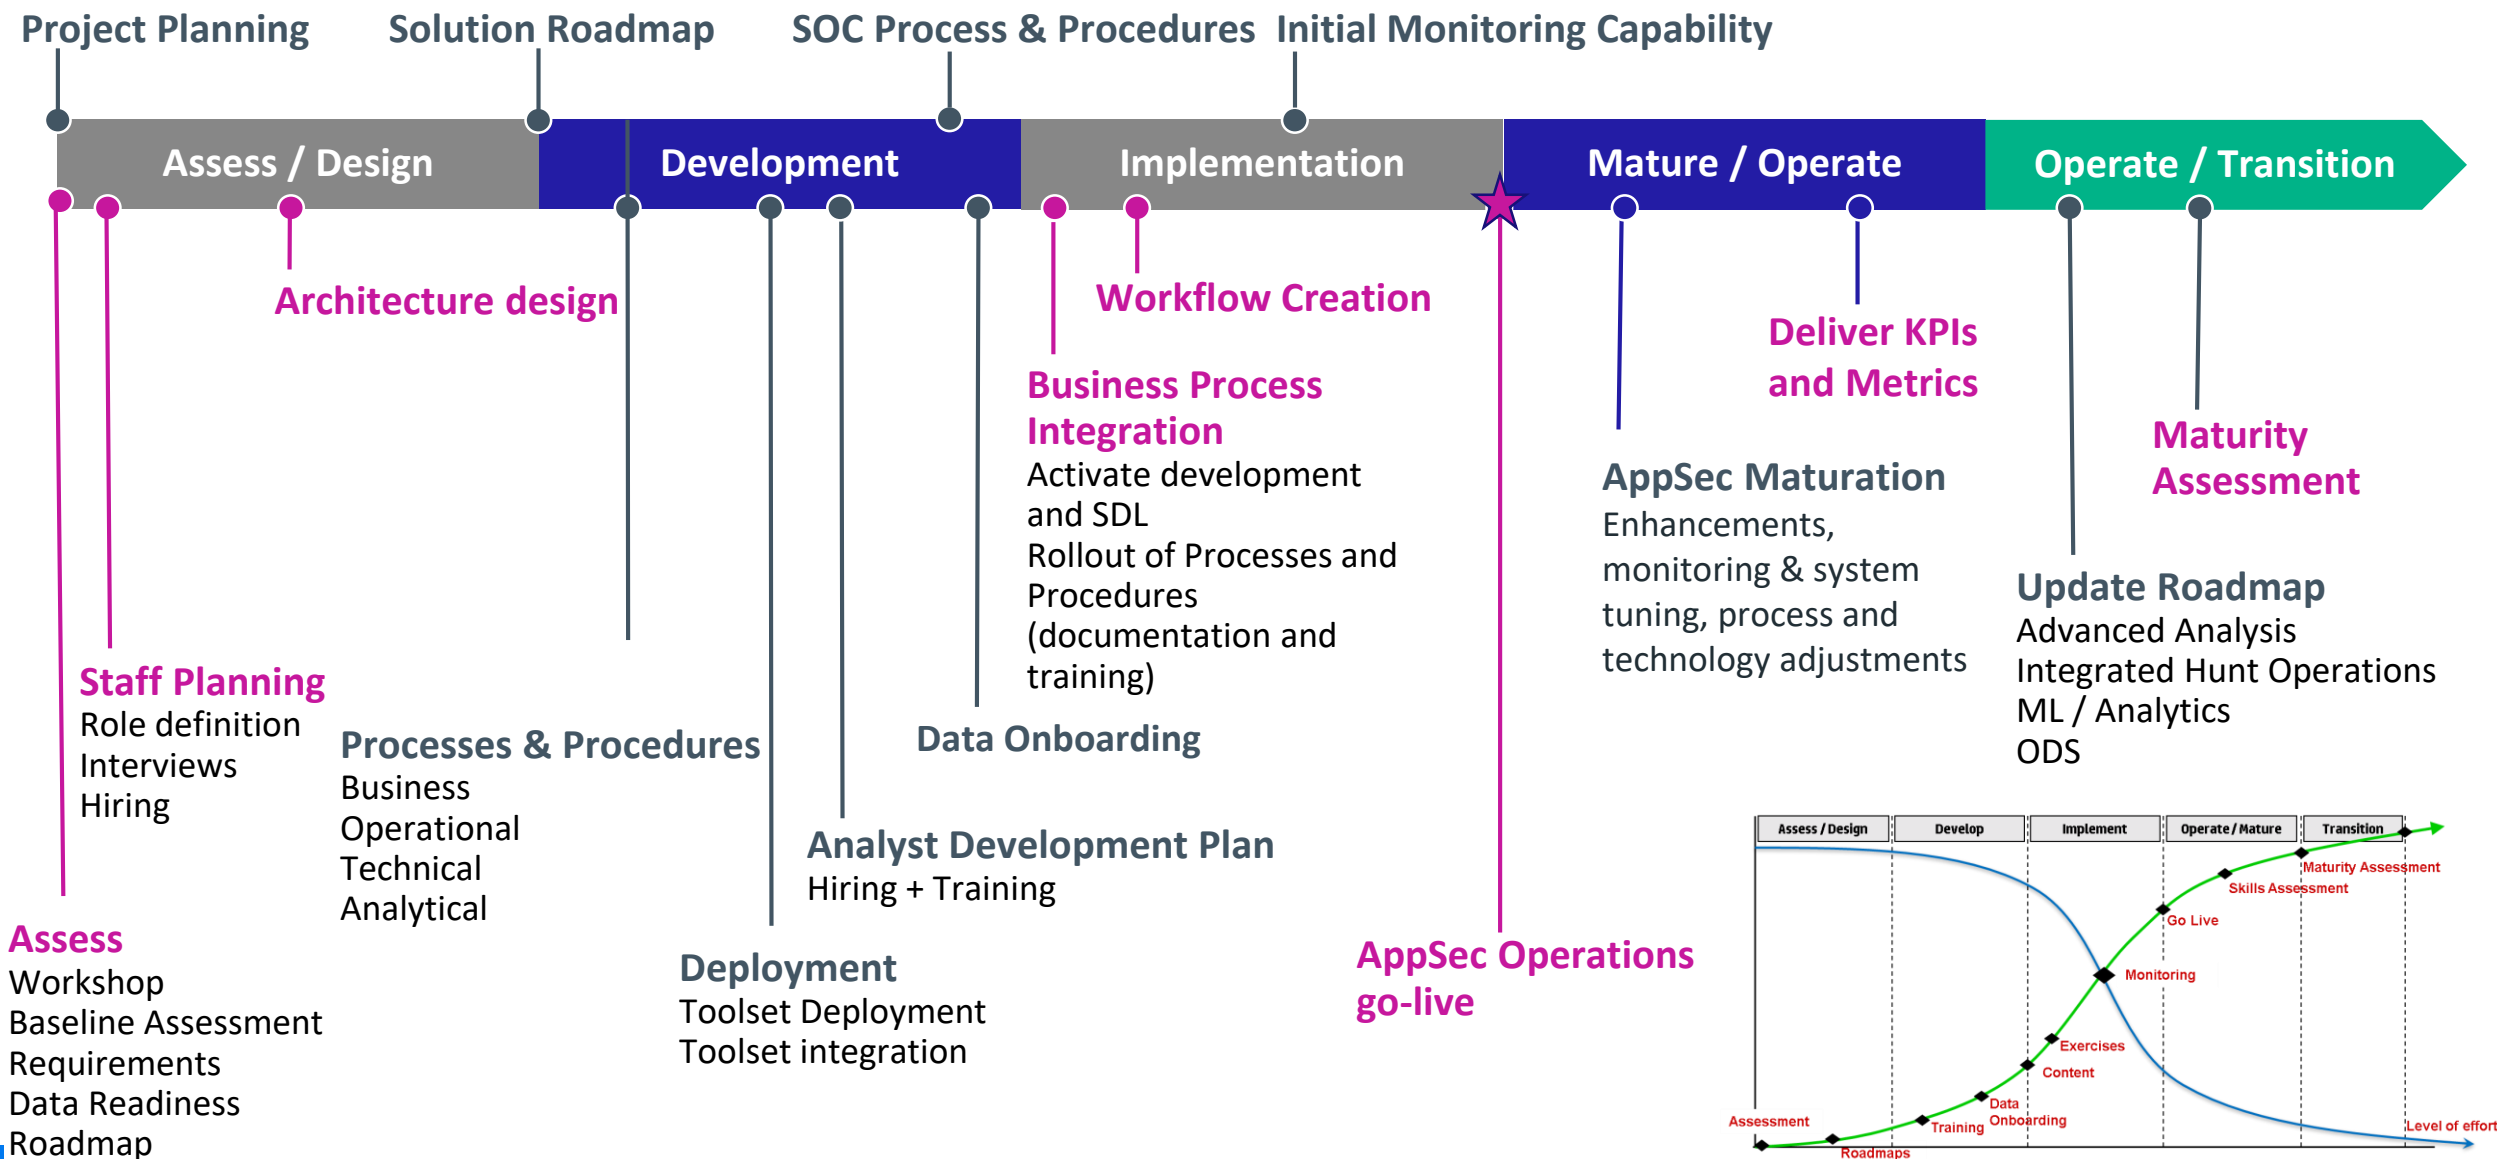 Project Planning
Solution Roadmap
SOC Process & Procedures
Initial Monitoring Capability
Assess / Design
Development
Implementation
Mature / Operate
Operate / Transition
Architecture design
Workflow Creation
Deliver KPIs
and Metrics
Business Process
Integration
Activate development
and SDL
Rollout of Processes and
Procedures
(documentation and
training)
Maturity
Assessment
AppSec Maturation
Enhancements,
monitoring & system
tuning, process and
technology adjustments
Update Roadmap
Advanced Analysis
Integrated Hunt Operations
ML / Analytics
ODS
Staff Planning
Role definition
Interviews
Hiring
Processes & Procedures
Business
Operational
Technical
Analytical
Data Onboarding
Analyst Development Plan
Hiring + Training
Assess
Workshop
Baseline Assessment
Requirements
Data Readiness
Roadmap
Deployment
Toolset Deployment
Toolset integration
AppSec Operations
go-live
Assess / Design
Develop
Implement
Operate / Mature
Transition
Maturity Assessment
Skills Assessment
Go Live
Monitoring
Exercises
Content
Data
Onboarding
Training
Assessment
Roadmaps
Level of effort